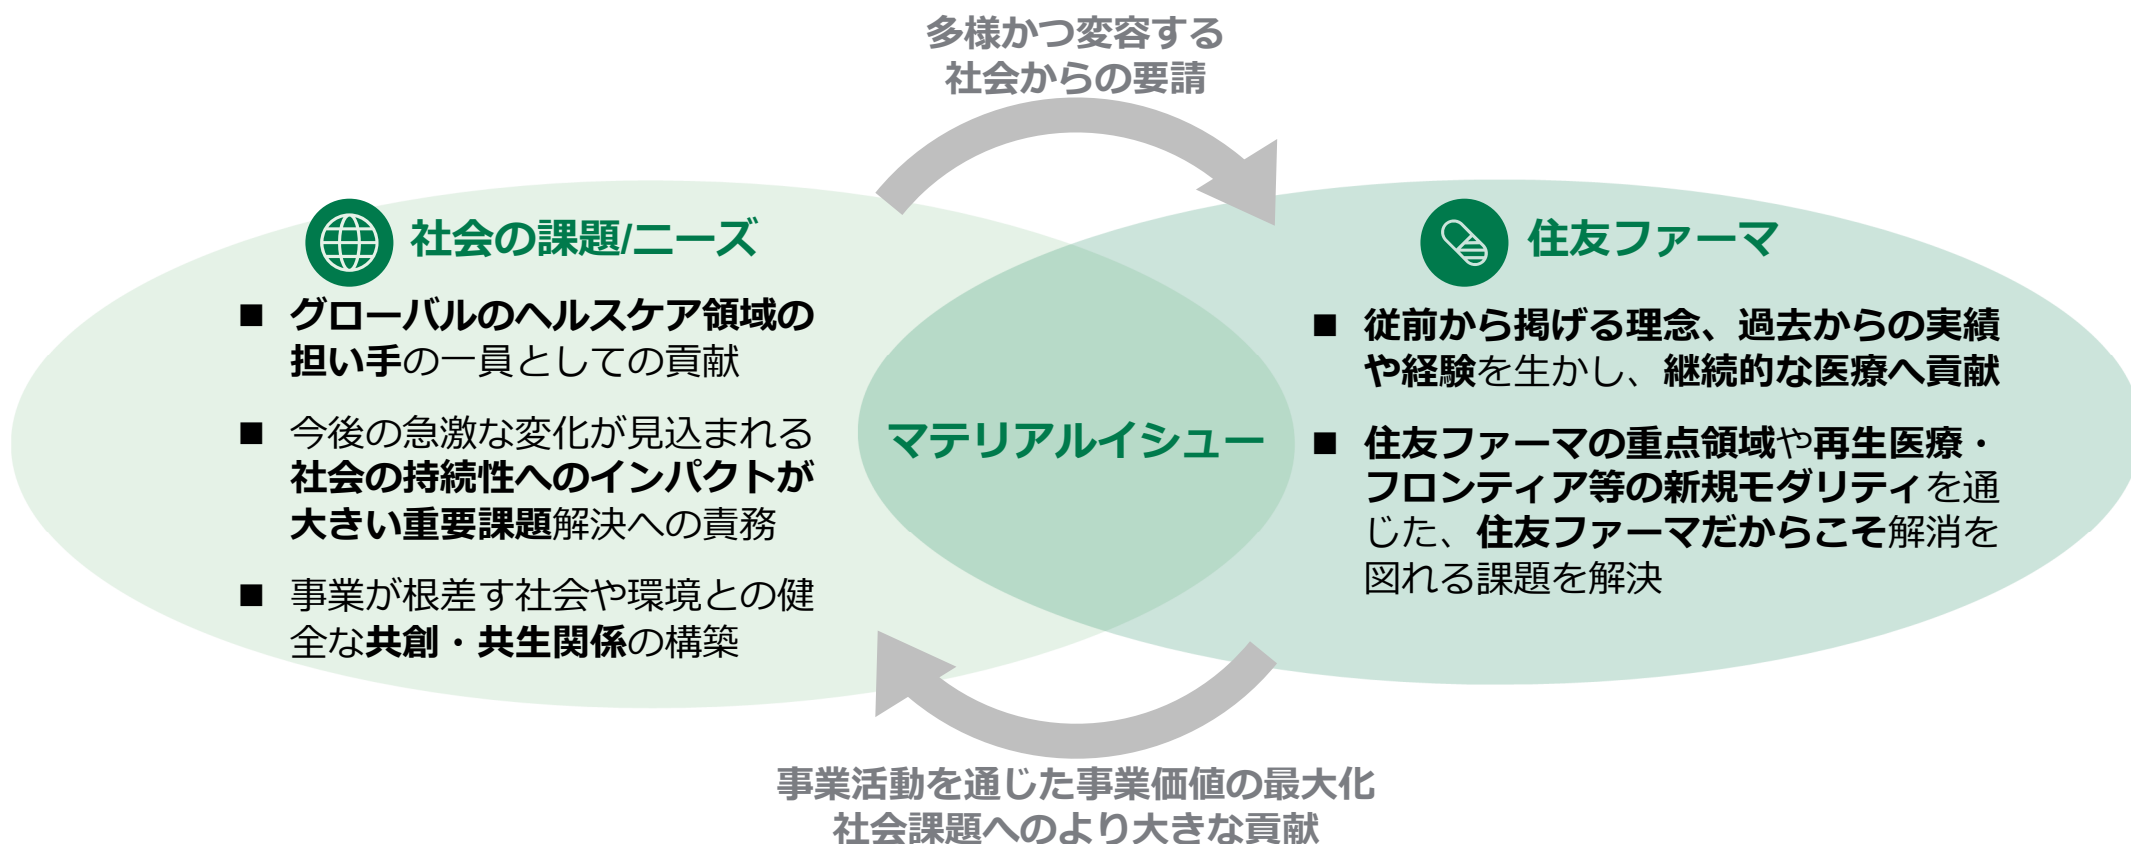 多様かつ変容する
社会からの要請
社会の課題/ニーズ
■ グローバルのヘルスケア領域の
担い手の一員としての貢献
■ 今後の急激な変化が見込まれる
社会の持続性へのインパクトが
大きい重要課題解決への責務
■ 事業が根差す社会や環境との健
全な共創・共生関係の構築
マテリアルイシュー
住友ファーマ
■ 従前から掲げる理念、過去からの実績
や経験を生かし、継続的な医療へ貢献
■ 住友ファーマの重点領域や再生医療・
フロンティア等の新規モダリティを通
じた、住友ファーマだからこそ解消を
図れる課題を解決
事業活動を通じた事業価値の最大化
社会課題へのより大きな貢献